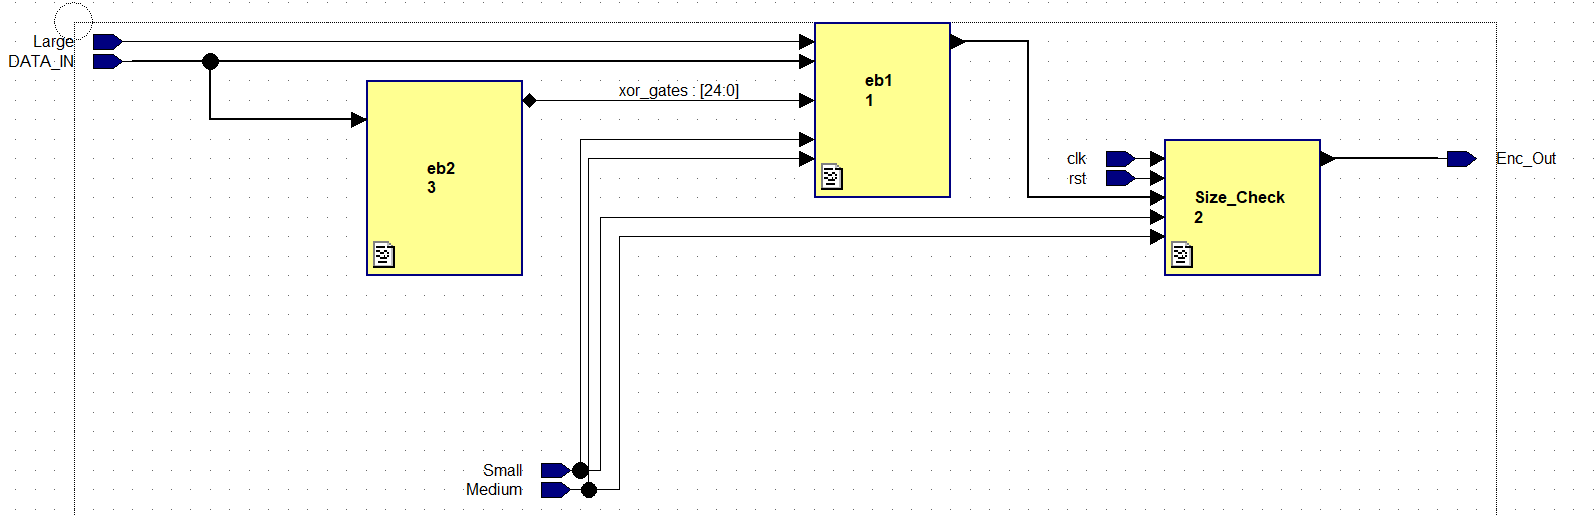 Large
DATA_IN
xor_gates : [24:0]
eb1
1
eb2
3
clk
rst
Size_Check
2
Enc_Out
Small
Medium